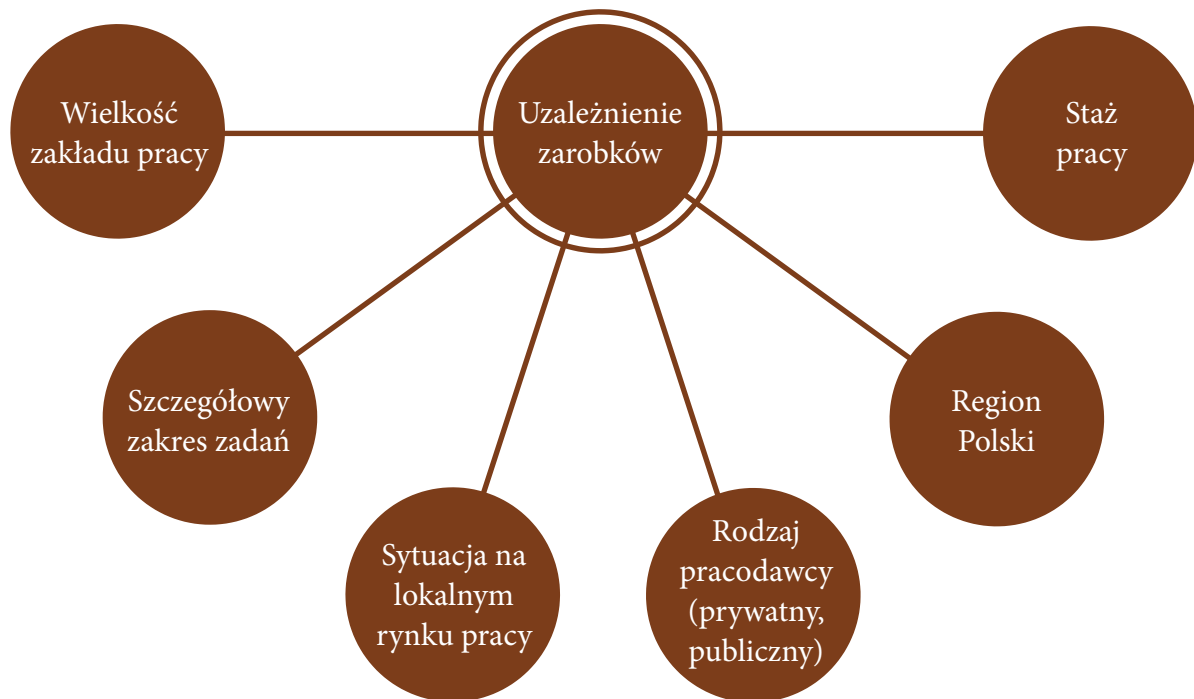 Wielkość
zakładu pracy
Uzależnienie
zarobków
Staż
pracy
Szczegółowy
zakres zadań
Region
Polski
Sytuacja na
lokalnym
rynku pracy
Rodzaj
pracodawcy
(prywatny,
publiczny)